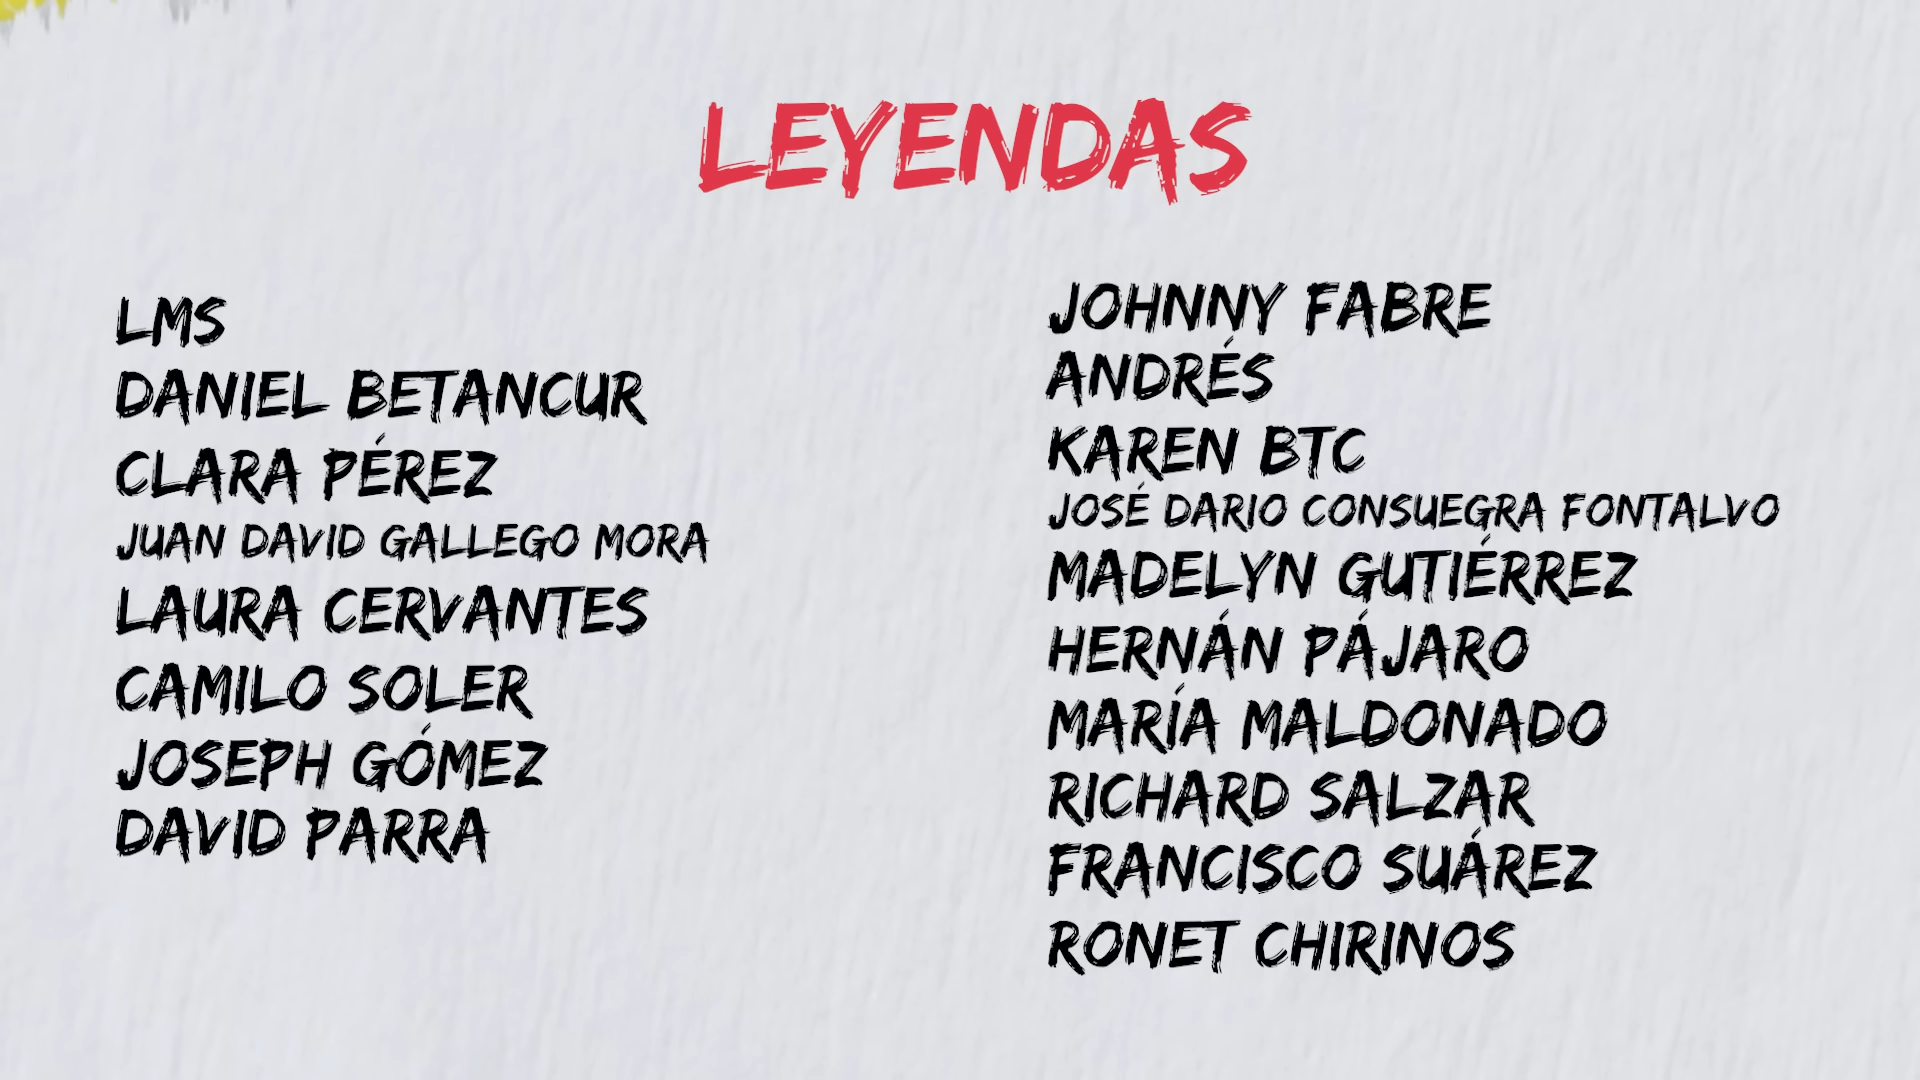 LEYENDAS
LMS
DANIEL BETANCUR
CLARA PÉREZ
JUAN DAVID GALLEGO MORA
LAURA CERVANTES
CAMILO SOLER
JOSEPH GÓMEZ
DAVID PARRA
JOHNNY FABRE
ANDRÉS
KAREN BTC
JOSÉ DARIO CONSUEGRA FONTALVO
MADELYN GUTIÉRREZ
HERNÁN PÁJARO
MARÍA MALDONADO
RICHARD SALZAR
FRANCISCO SUÁREZ
RONET CHIRINOS